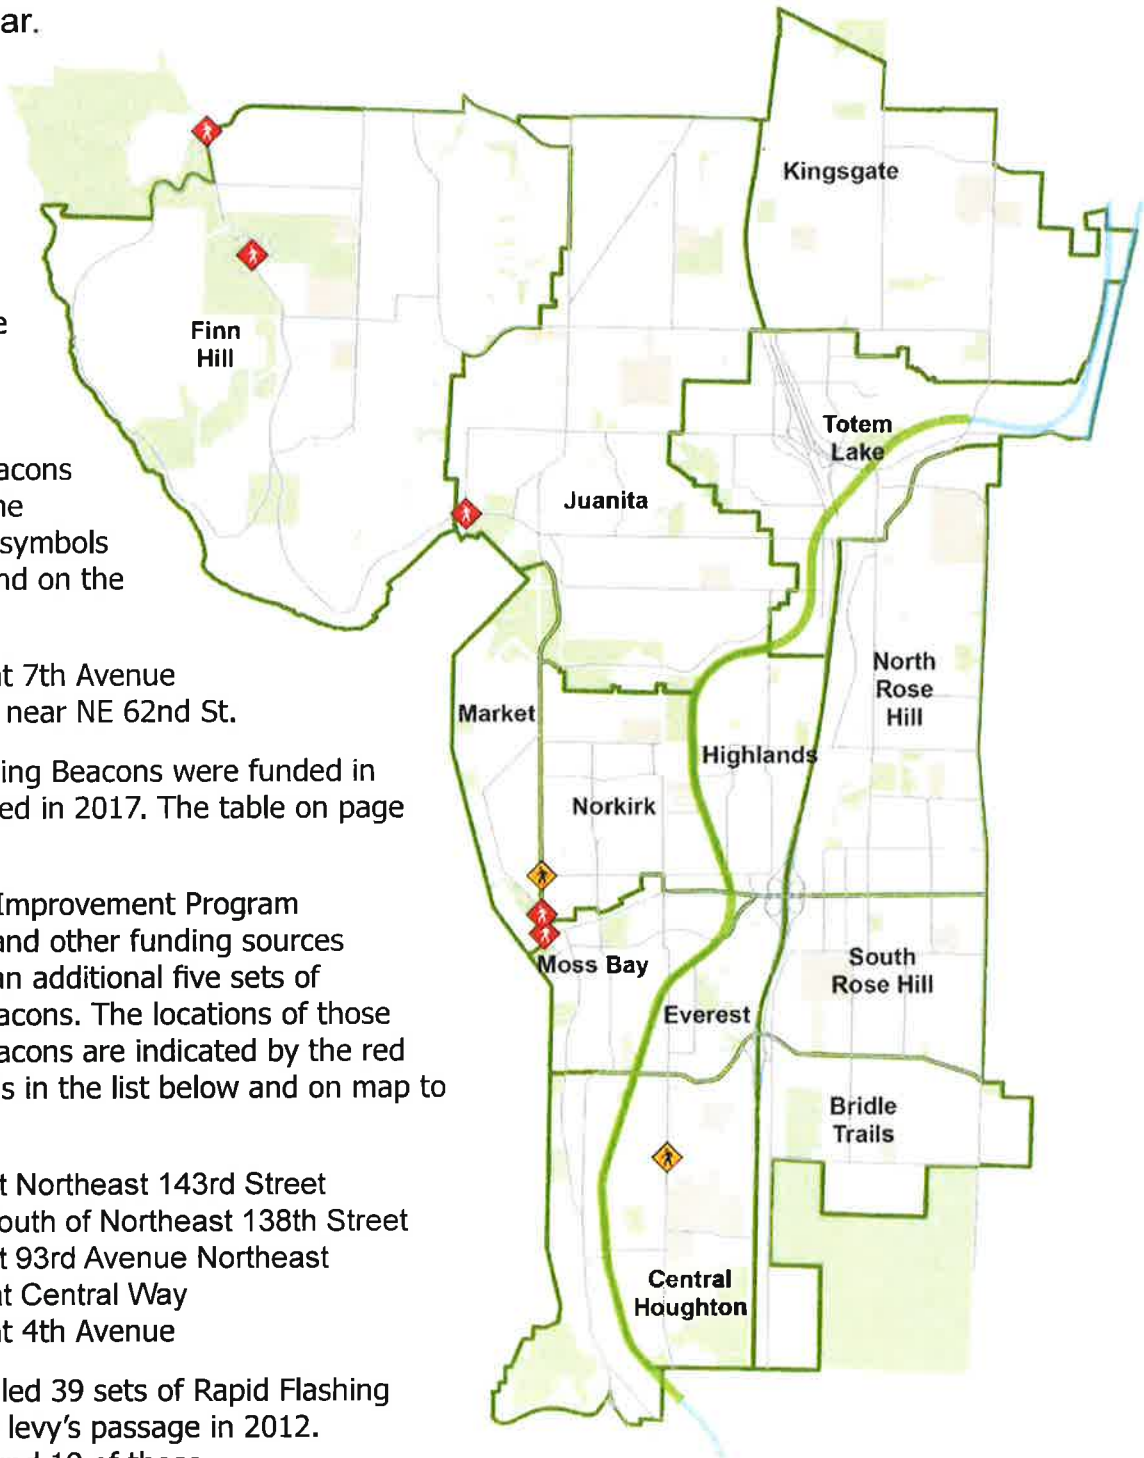 ar.
e
acons
ne
symbols
nd on the
t 7th Avenue
near NE 62nd St.
ing Beacons were funded in
ed in 2017. The table on page
Improvement Program
and other funding sources
an additional five sets of
acons. The locations of those
eacons are indicated by the red
s in the list below and on map to
t Northeast 143rd Street
outh of Northeast 138th Street
t 93rd Avenue Northeast
at Central Way
at 4th Avenue
led 39 sets of Rapid Flashing
levy's passage in 2012.
Kingsgate
Finn
Hill
Totem
Lake
Juanita
North
Rose
Hill
Market
Highlands
Norkirk
Moss Bay
South
Rose Hill
Everest
Bridle
Trails
Central
Houghton